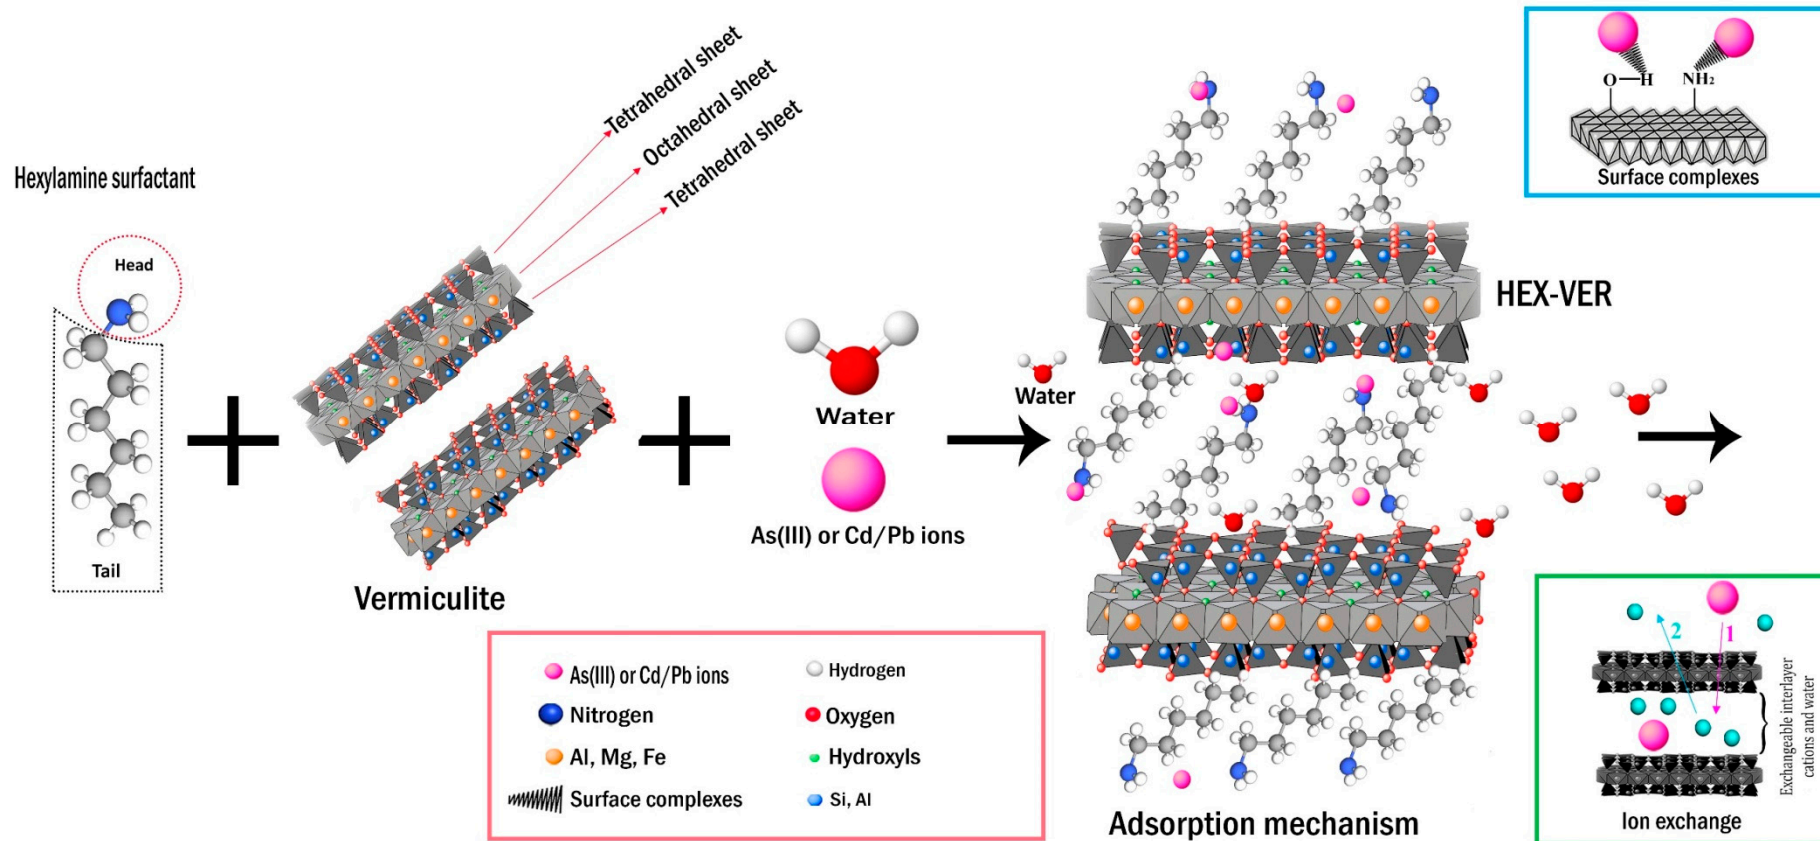 Hexylamine surfactant
Head
Tail
Tetrahedral sheet
Octahedral sheet
Tetrahedral sheet
Vermiculite
Water
As(III) or Cd/Pb ions
Water
HEX-VER
Adsorption mechanism
O—H
NH₂
Surface complexes
As(III) or Cd/Pb ions
Hydrogen
Nitrogen
Oxygen
Al, Mg, Fe
Hydroxyls
Surface complexes
Si, Al
2
1
Exchangeable interlayer
cations and water
Ion exchange